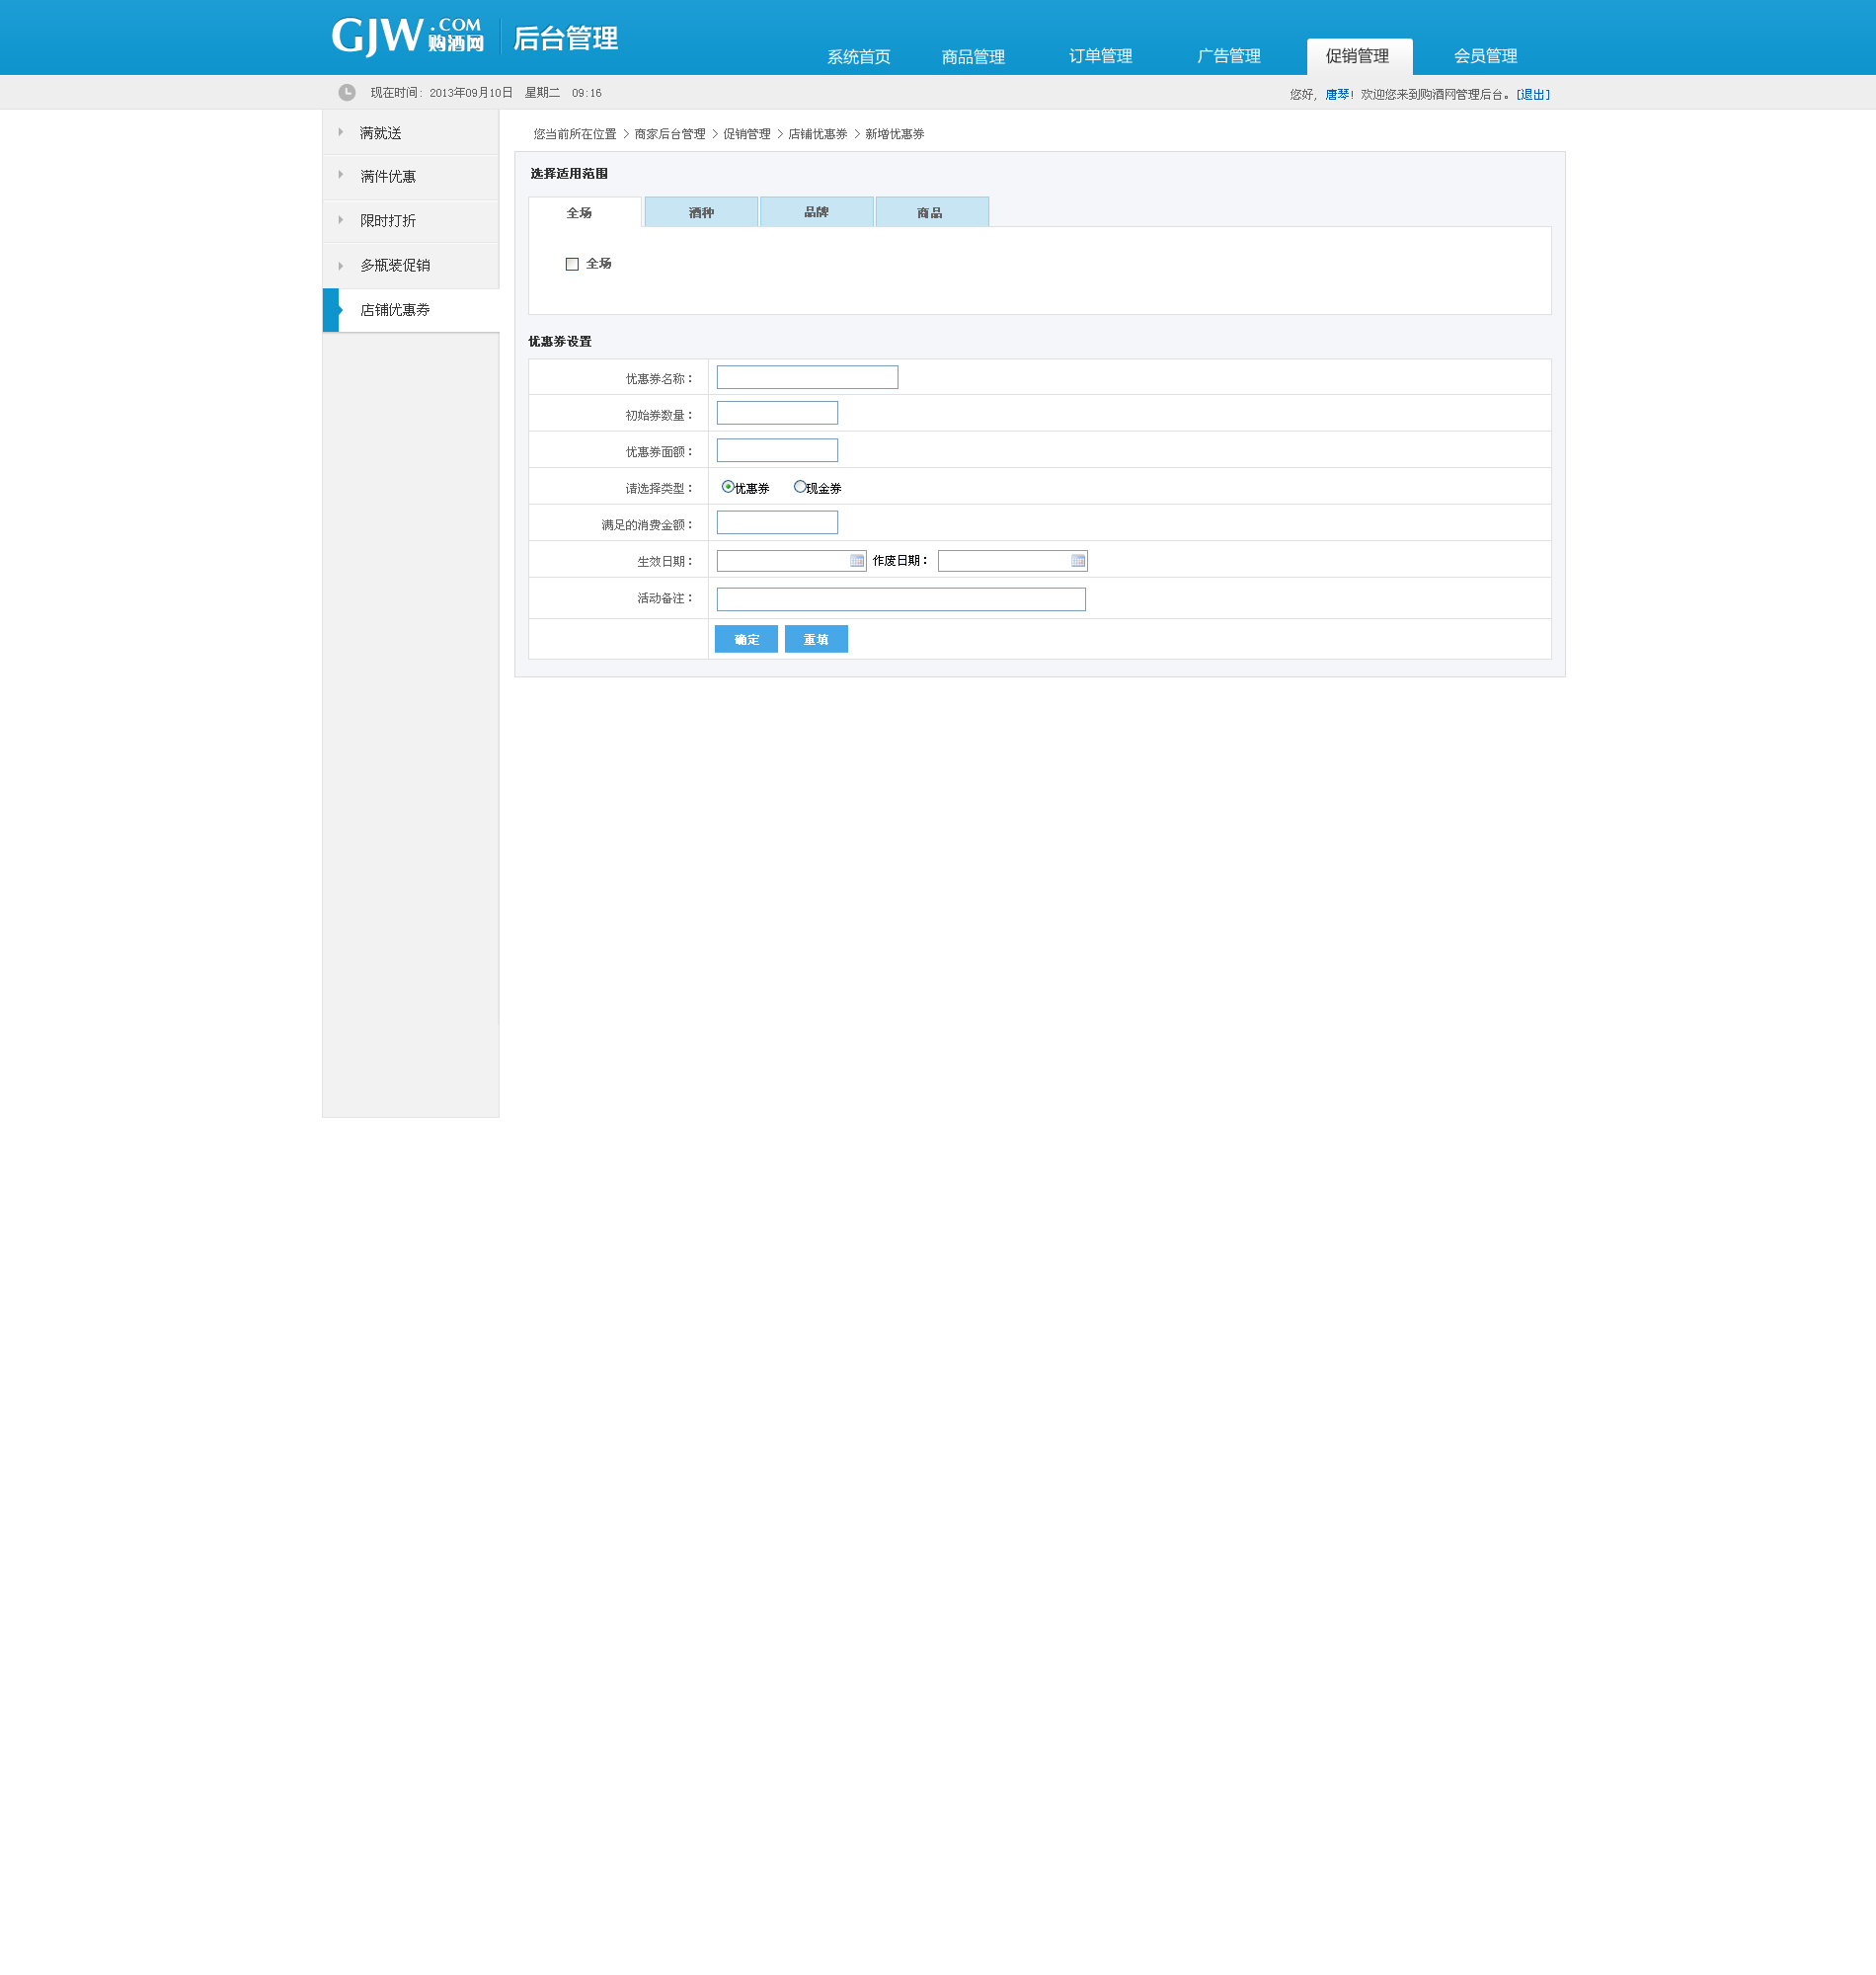 GJW.COM 购酒网 后台管理
系统首页 商品管理 订单管理 广告管理 促销管理 会员管理
现在时间: 2013年09月10日 星期二 09:16
您好, 唐琴! 欢迎您来到购酒网管理后台。[退出]
满就送
满件优惠
限时打折
多瓶装促销
店铺优惠券
您当前所在位置 > 商家后台管理 > 促销管理 > 店铺优惠券 > 新增优惠券
选择适用范围
全场 酒种 品牌 商品
全场
优惠券设置
优惠券名称：
初始券数量：
优惠券面额：
请选择类型： 优惠券 现金券
满足的消费金额：
生效日期： 作废日期：
活动备注：
确定 重填